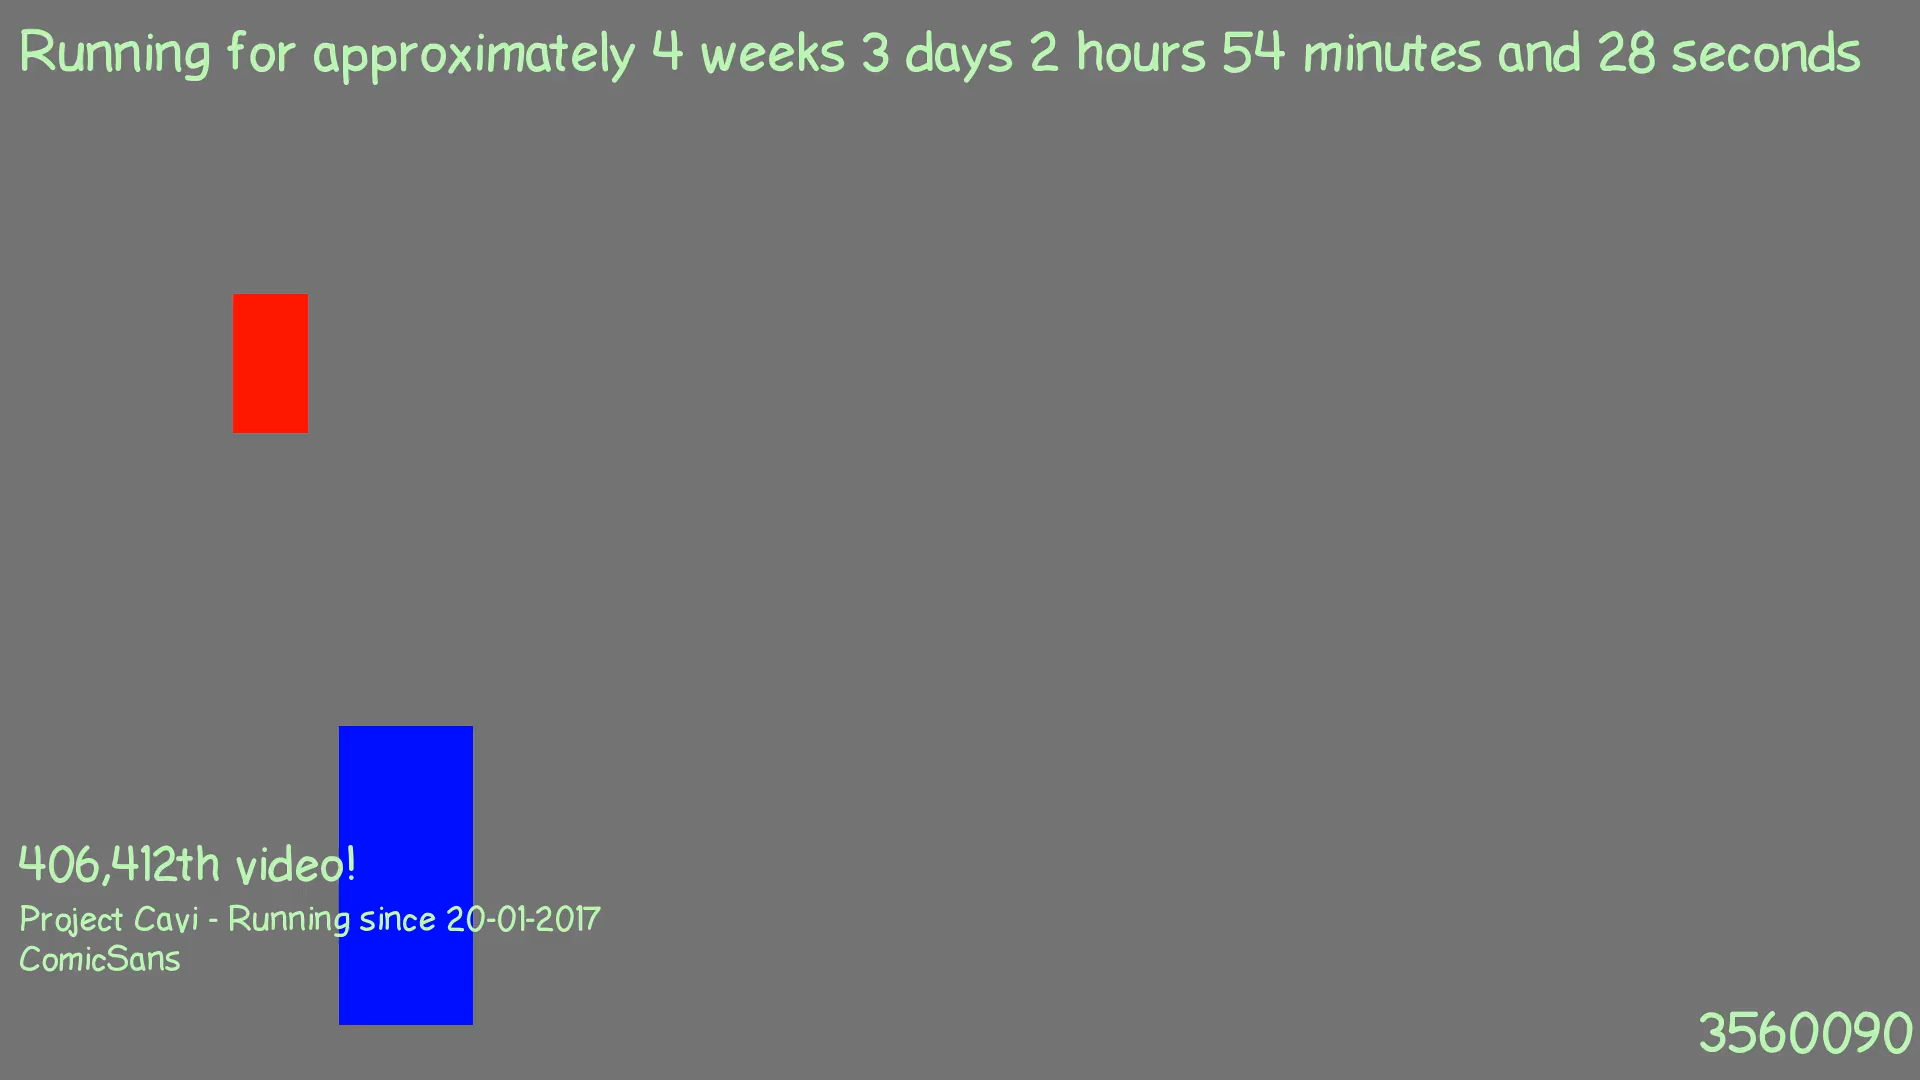 Running for approximately 4 weeks 3 days 2 hours 54 minutes and 28 seconds
406,412th video!
Project Cavi - Running since 20-01-2017
ComicSans
3560090